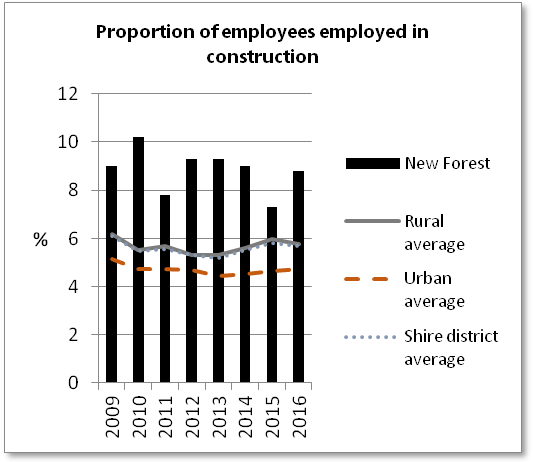 Proportion of employees employed in
construction
12
10
8
6
4
2
0
%
2009
2010
2011
2012
2013
2014
2015
2016
New Forest
Rural
average
Urban
average
Shire district
average